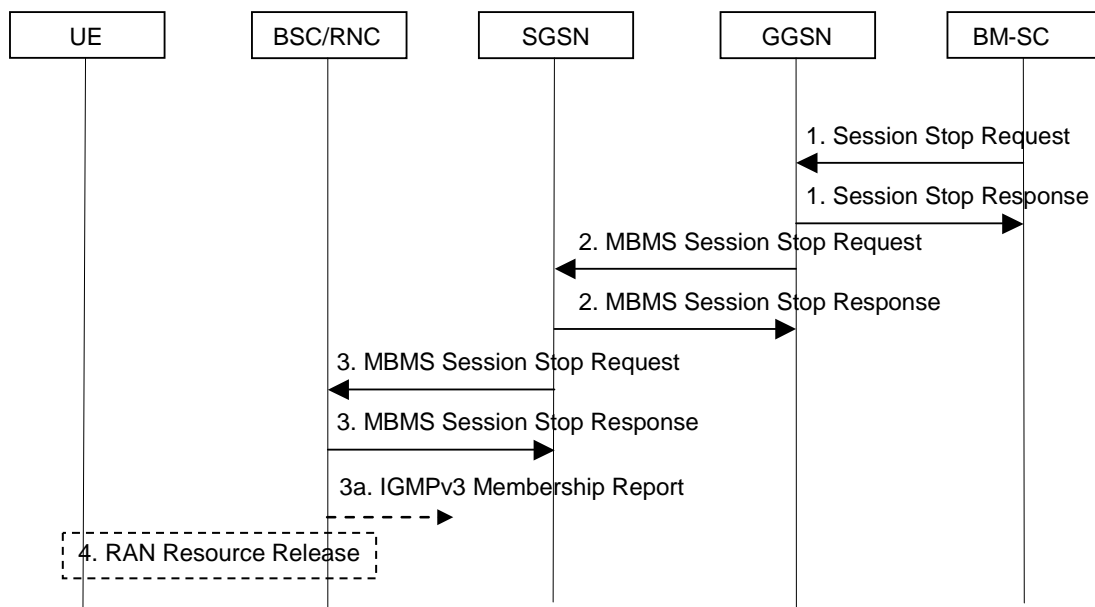 UE
BSC/RNC
SGSN
GGSN
BM-SC
1. Session Stop Request
1. Session Stop Response
2. MBMS Session Stop Request
2. MBMS Session Stop Response
3. MBMS Session Stop Request
3. MBMS Session Stop Response
3a. IGMPv3 Membership Report
4. RAN Resource Release